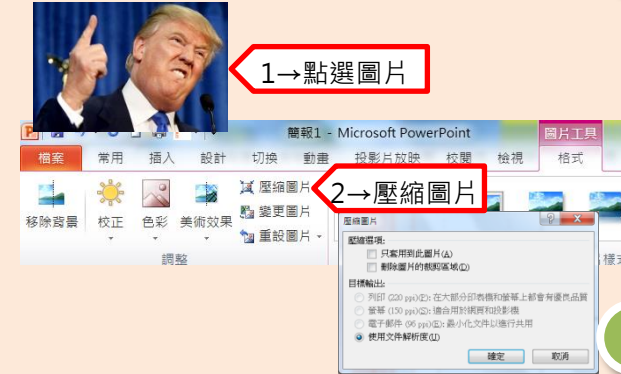 1→點選圖片
簡報1 - Microsoft PowerPoint
圖片工具
檔案 常用 插入 設計 切換 動畫 投影片放映 校閱 檢視 格式
移除背景 校正 色彩 美術效果
壓縮圖片
變更圖片
重設圖片
調整
2→壓縮圖片
樣式
壓縮圖片
壓縮選項:
只套用到此圖片(A)
刪除圖片的裁剪區域(D)
目標輸出:
列印 (220 ppi)(P): 在大部分印表機和螢幕上都會有優良品質
螢幕 (150 ppi)(S): 適合用於網頁和投影機
電子郵件 (96 ppi)(E): 最小化文件以進行共用
使用文件解析度(U)
確定 取消